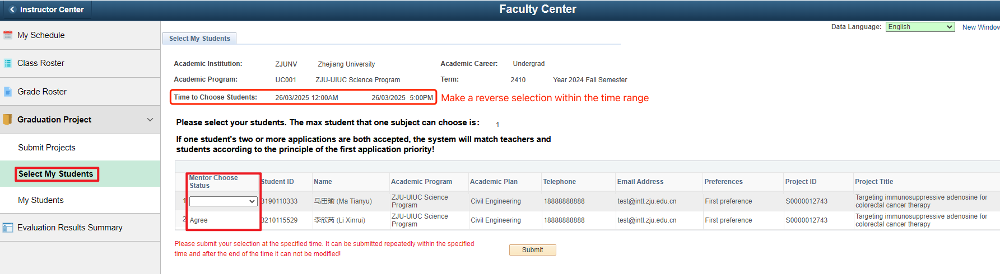 Instructor Center
Faculty Center
Data Language: English New Window
My Schedule
Class Roster
Grade Roster
Graduation Project
Submit Projects
Select My Students
My Students
Evaluation Results Summary
Select My Students
Academic Institution: ZJUNV Zhejiang University Academic Career: Undergrad
Academic Program: UC001 ZJU-UIUC Science Program Term: 2410 Year 2024 Fall Semester
Time to Choose Students: 26/03/2025 12:00AM 26/03/2025 5:00PM Make a reverse selection within the time range
Please select your students. The max student that one subject can choose is: 1
If one student's two or more applications are both accepted, the system will match teachers and
students according to the principle of the first application priority!
Mentor Choose Status Student ID Name Academic Program Academic Plan Telephone Email Address Preferences Project ID Project Title
1 3190110333 马田瑜 (Ma Tianyu) ZJU-UIUC Science Program Civil Engineering 18888888888 test@intl.zju.edu.cn First preference S0000012743 Targeting immunosuppressive adenosine for colorectal cancer therapy
2 Agree 3210115529 李欣芮 (Li Xinrui) ZJU-UIUC Science Program Civil Engineering 18888888888 test@intl.zju.edu.cn First preference S0000012743 Targeting immunosuppressive adenosine for colorectal cancer therapy
Please submit your selection at the specified time. It can be submitted repeatedly within the specified
time and after the end of the time it can not be modified!
Submit